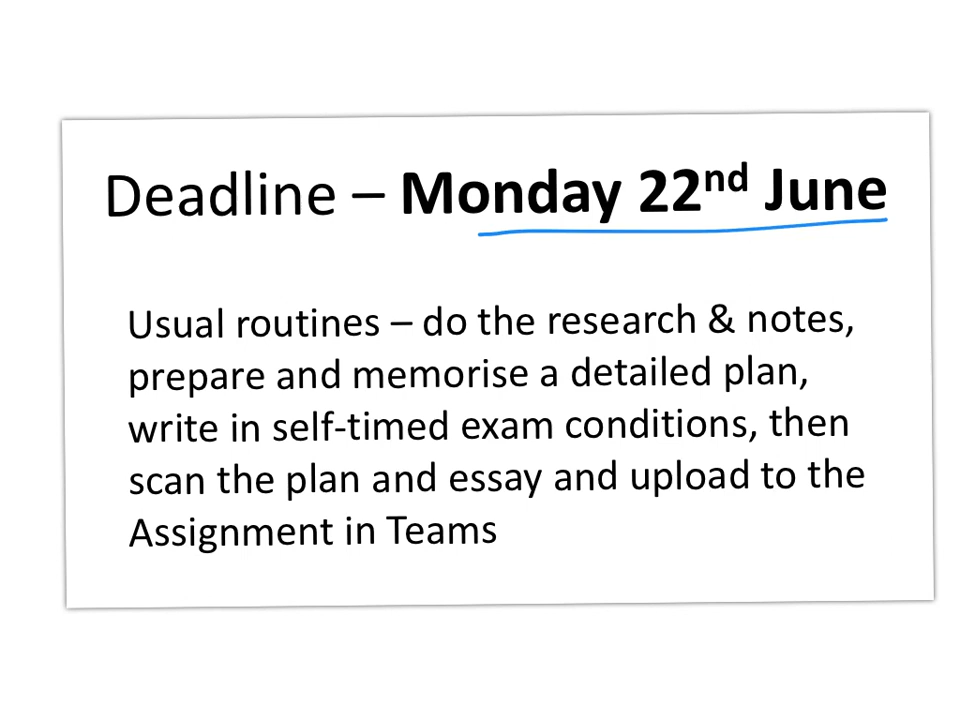 Deadline – Monday 22nd June
Usual routines – do the research & notes,
prepare and memorise a detailed plan,
write in self-timed exam conditions, then
scan the plan and essay and upload to the
Assignment in Teams